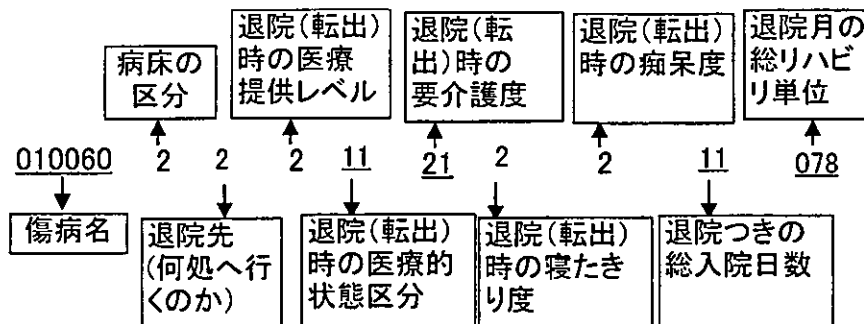 病床の
区分
退院(転出)
時の医療
提供レベル
退院(転
出)時の
要介護度
退院(転出)
時の痴呆度
退院月の
総リハビ
リ単位
010060 2 2 2 11 21 2 2 11 078
傷病名
退院先
(何処へ行
くのか)
退院(転出)
時の医療的
状態区分
退院(転出)
時の寝たき
り度
退院つきの
総入院日数